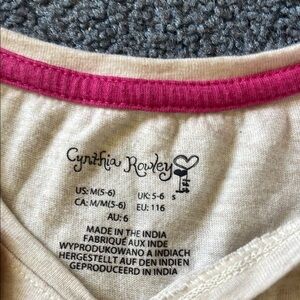 Cynthia Rowley
US: M(5-6) UK: 5-6 S
CA: M/M(5-6) EU: 116
AU: 6
MADE IN THE INDIA
FABRIQUÉ AUX INDE
WYPRODUKOWANO A INDIACH
HERGESTELLT AUF DEN INDIEN
GEPRODUCEERD IN INDIA